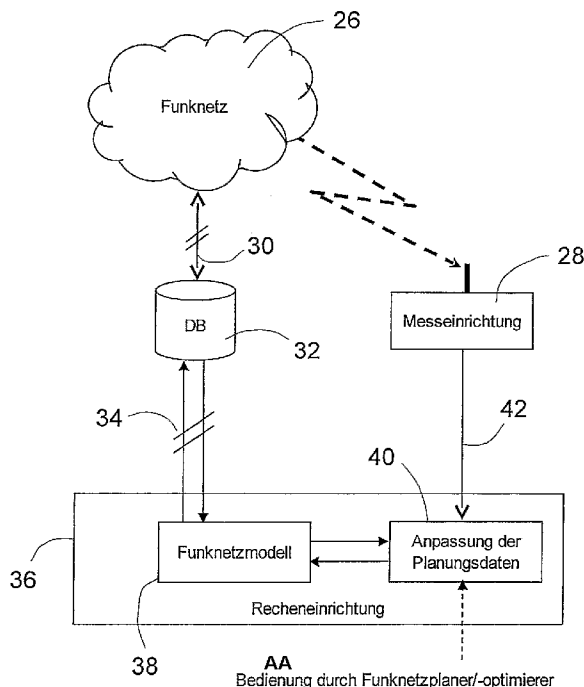 26
Funknetz
30
28
DB
Messeinrichtung
32
34
42
40
36
Funknetzmodell
Anpassung der
Planungsdaten
Recheneinrichtung
38
AA
Bedienung durch Funknetzplaner/-optimierer